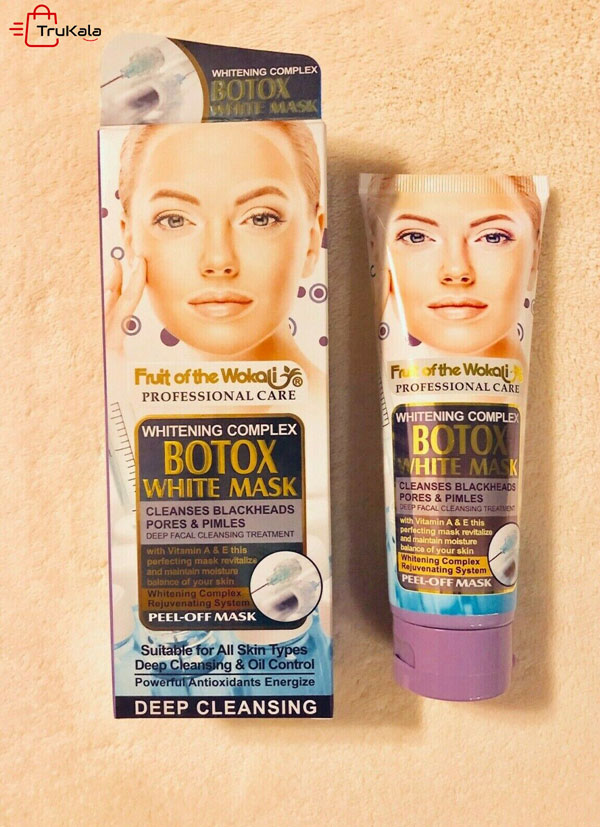 TruKala
WHITENING COMPLEX
BOTOX
WHITE MASK
Fruit of the Wokali ®
PROFESSIONAL CARE
WHITENING COMPLEX
BOTOX
WHITE MASK
CLEANSES BLACKHEADS
PORES & PIMLES
DEEP FACAL CLEANSING TREATMENT
with Vitamin A & E this
perfecting mask revitalize
and maintain moisture
balance of your skin
Whitening Complex
Rejuvenating System
PEEL-OFF MASK
Suitable for All Skin Types
Deep Cleansing & Oil Control
Powerful Antioxidants Energize
DEEP CLEANSING
Fruit of the Wokali
PROFESSIONAL CARE
WHITENING COMPLEX
BOTOX
WHITE MASK
CLEANSES BLACKHEADS
PORES & PIMLES
DEEP FACAL CLEANSING TREATMENT
with Vitamin A & E this
perfecting mask revitalize
and maintain moisture
balance of your skin
Whitening Complex
Rejuvenating System
PEEL-OFF MASK